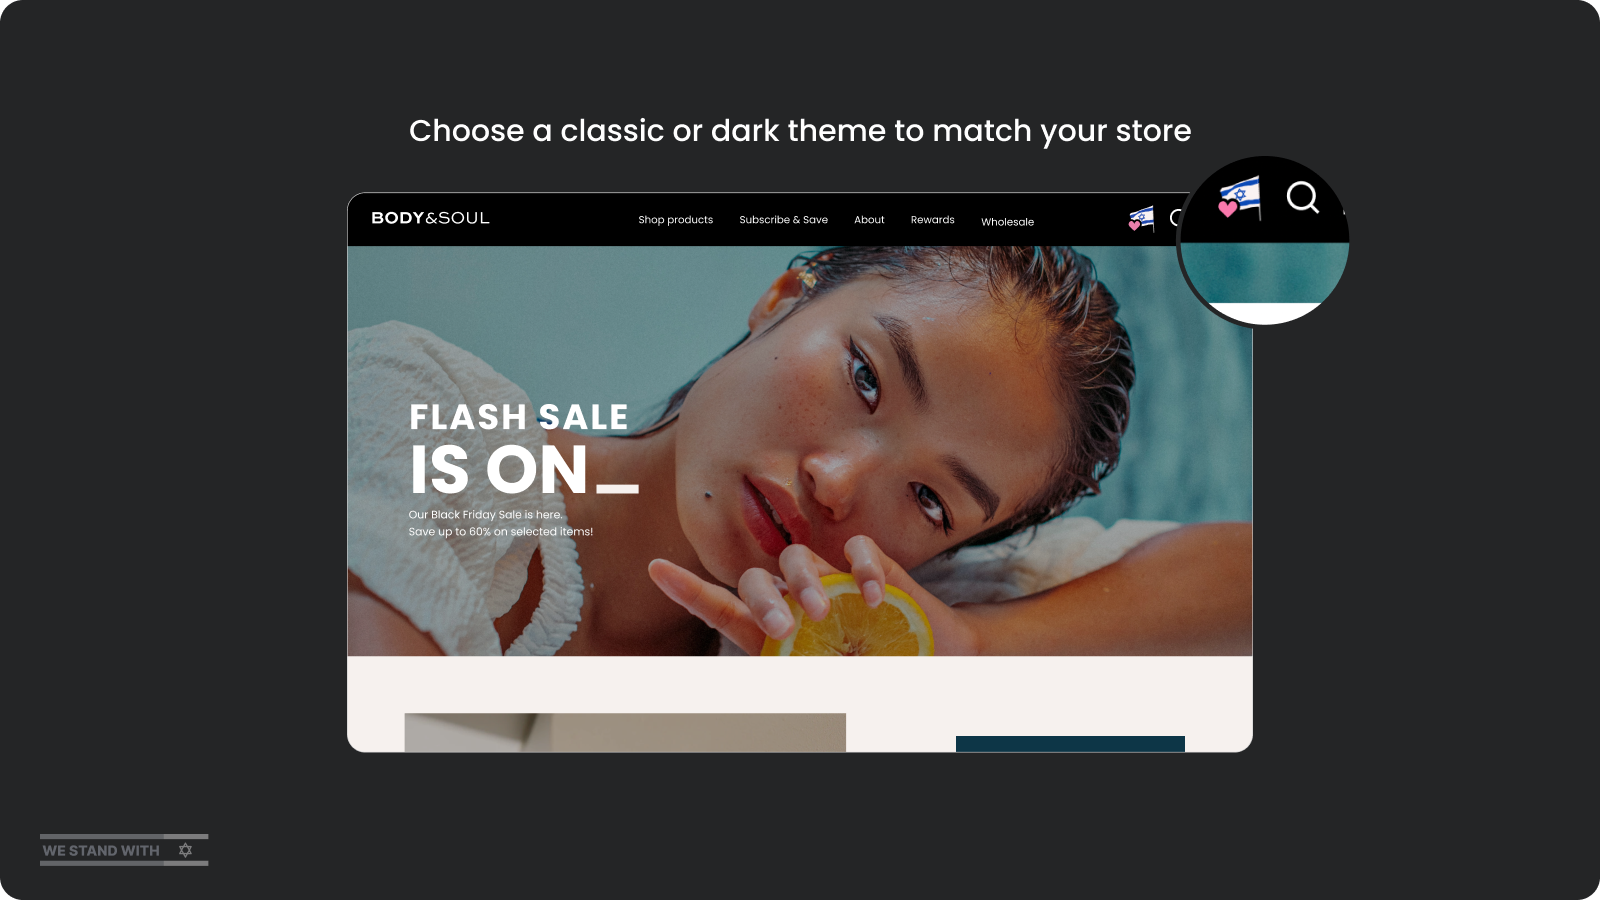 Choose a classic or dark theme to match your store
BODY&SOUL
Shop products
Subscribe & Save
About
Rewards
Wholesale
FLASH SALE
IS ON_
Our Black Friday Sale is here.
Save up to 60% on selected items!
WE STAND WITH